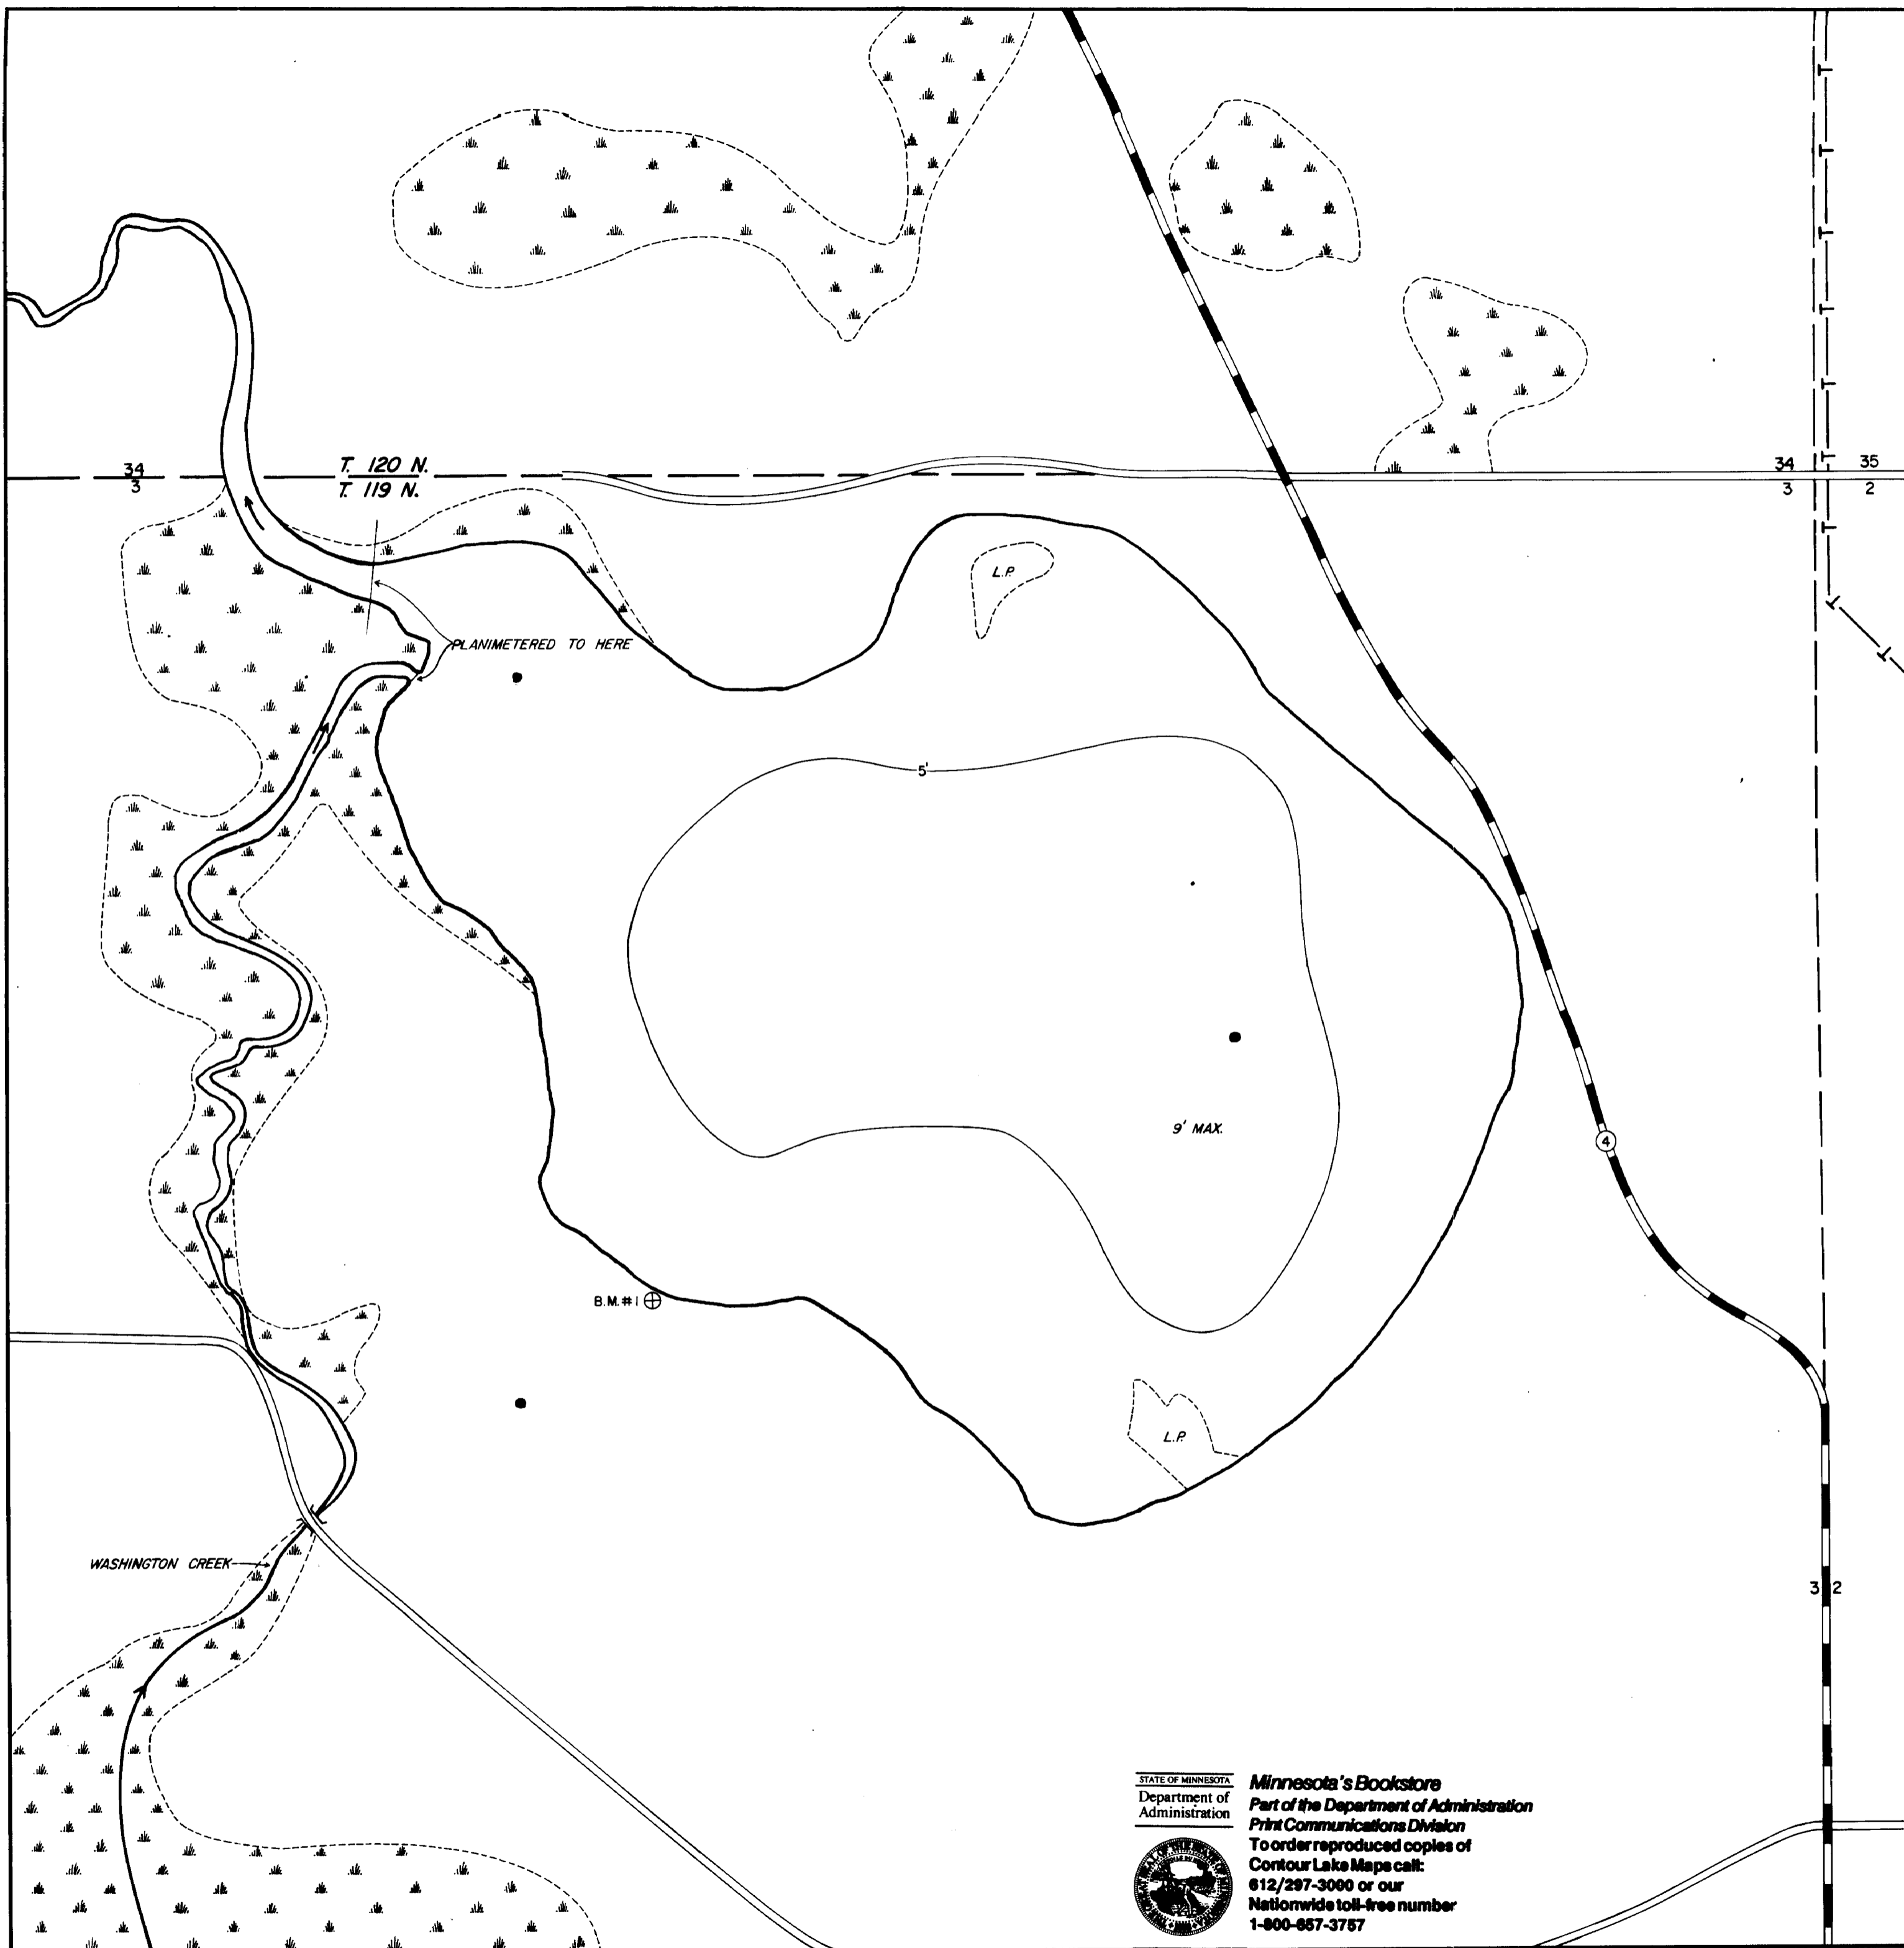 34
3
T. 120 N.
T. 119 N.
34
35
3
2
L.P.
PLANIMETERED TO HERE
5'
9' MAX.
4
B.M.#1
L.P.
WASHINGTON CREEK
3
2
STATE OF MINNESOTA
Department of
Administration
Minnesota's Bookstore
Part of the Department of Administration
Print Communications Division
To order reproduced copies of
Contour Lake Maps call:
612/297-3000 or our
Nationwide toll-free number
1-800-657-3757